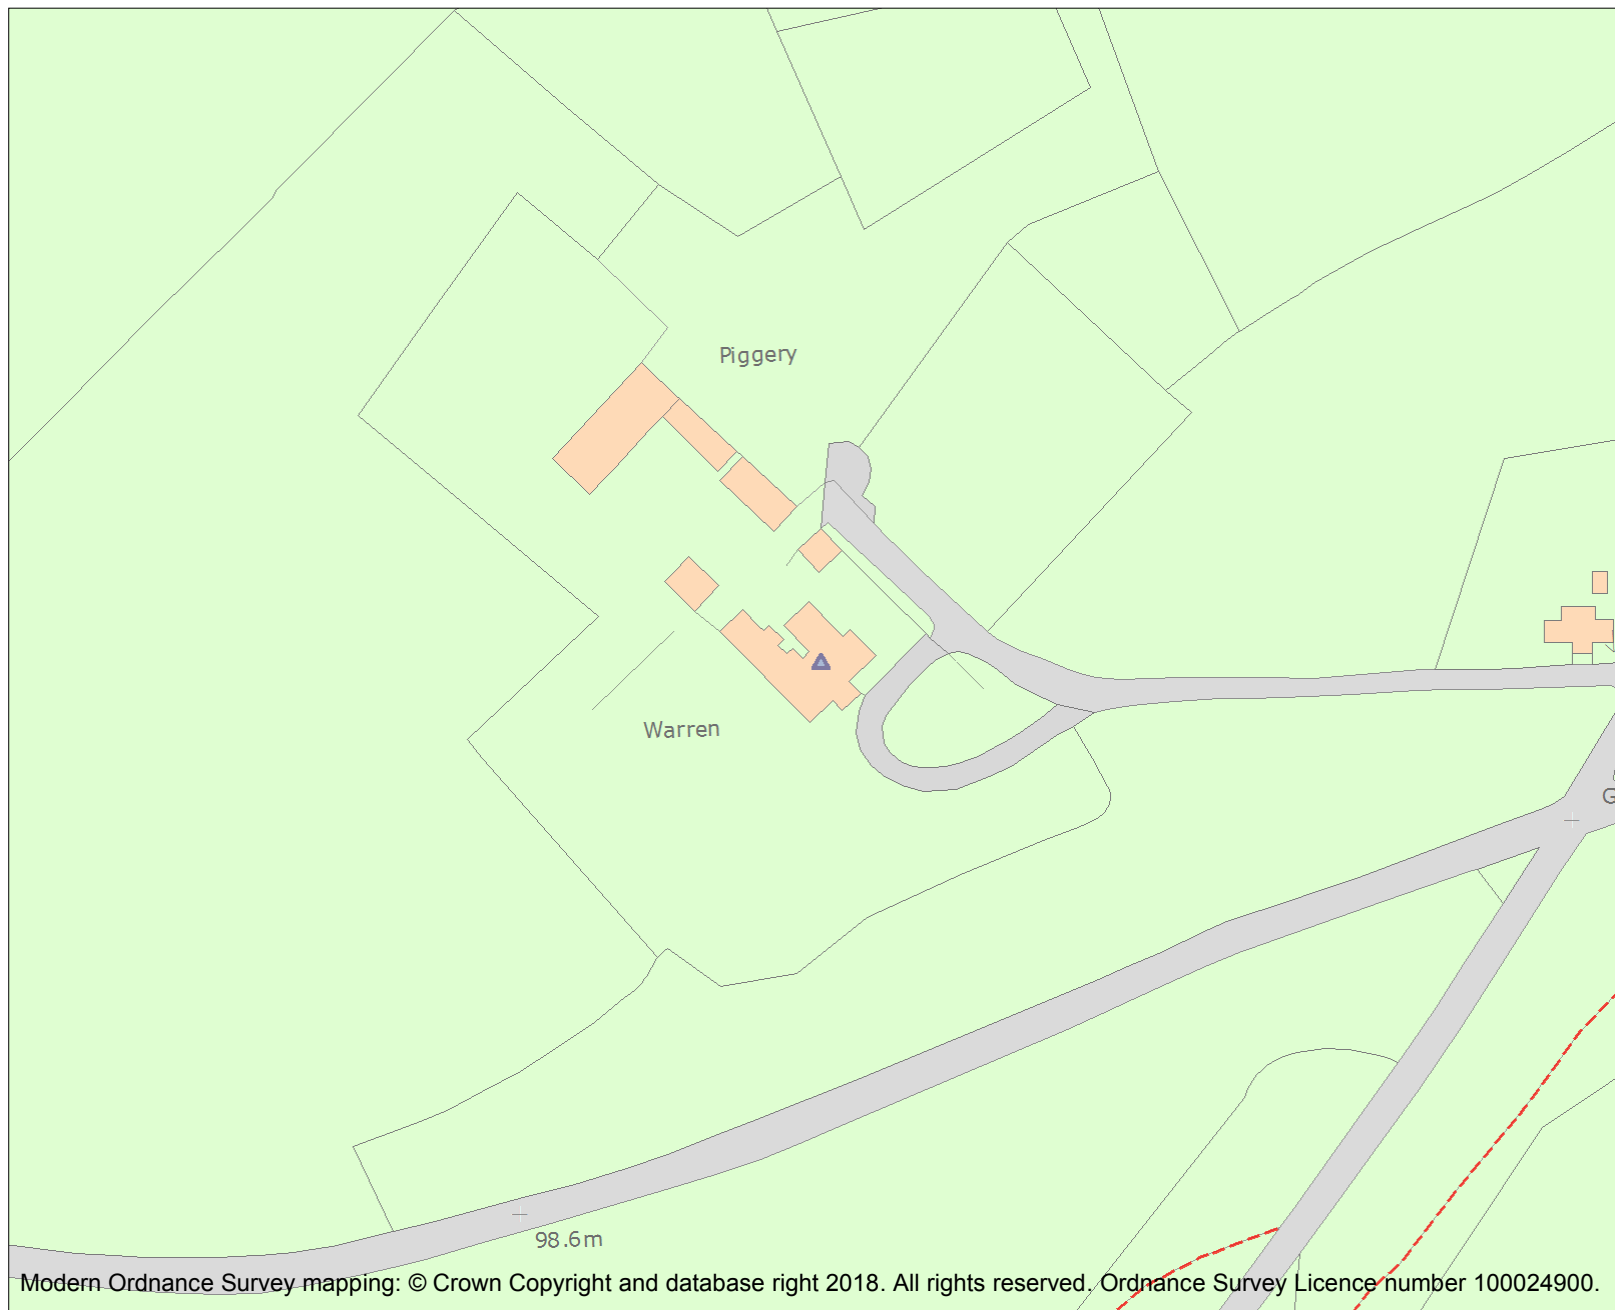 Piggery
Warren
G
98.6m
Modern Ordnance Survey mapping: © Crown Copyright and database right 2018. All rights reserved. Ordnance Survey Licence number 100024900.